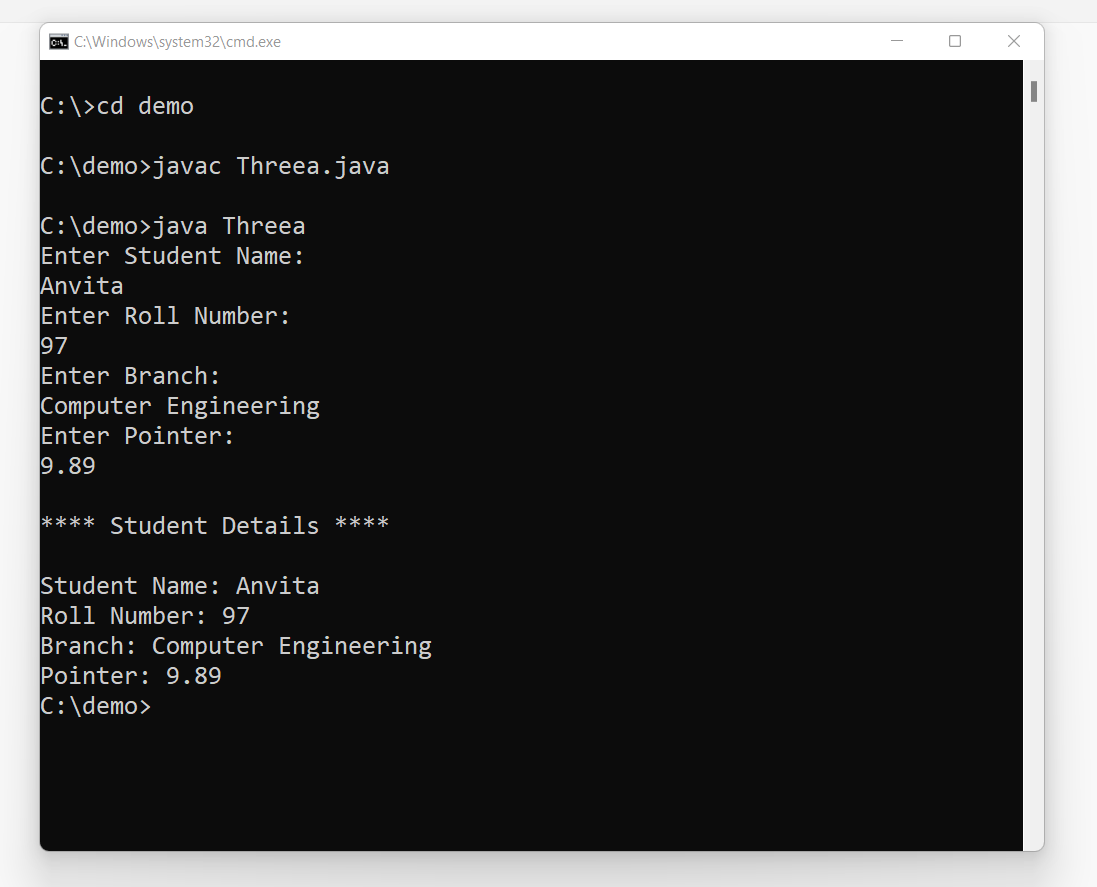 C:\Windows\system32\cmd.exe
C:\>cd demo
C:\demo>javac Threea.java
C:\demo>java Threea
Enter Student Name:
Anvita
Enter Roll Number:
97
Enter Branch:
Computer Engineering
Enter Pointer:
9.89
**** Student Details ****
Student Name: Anvita
Roll Number: 97
Branch: Computer Engineering
Pointer: 9.89
C:\demo>